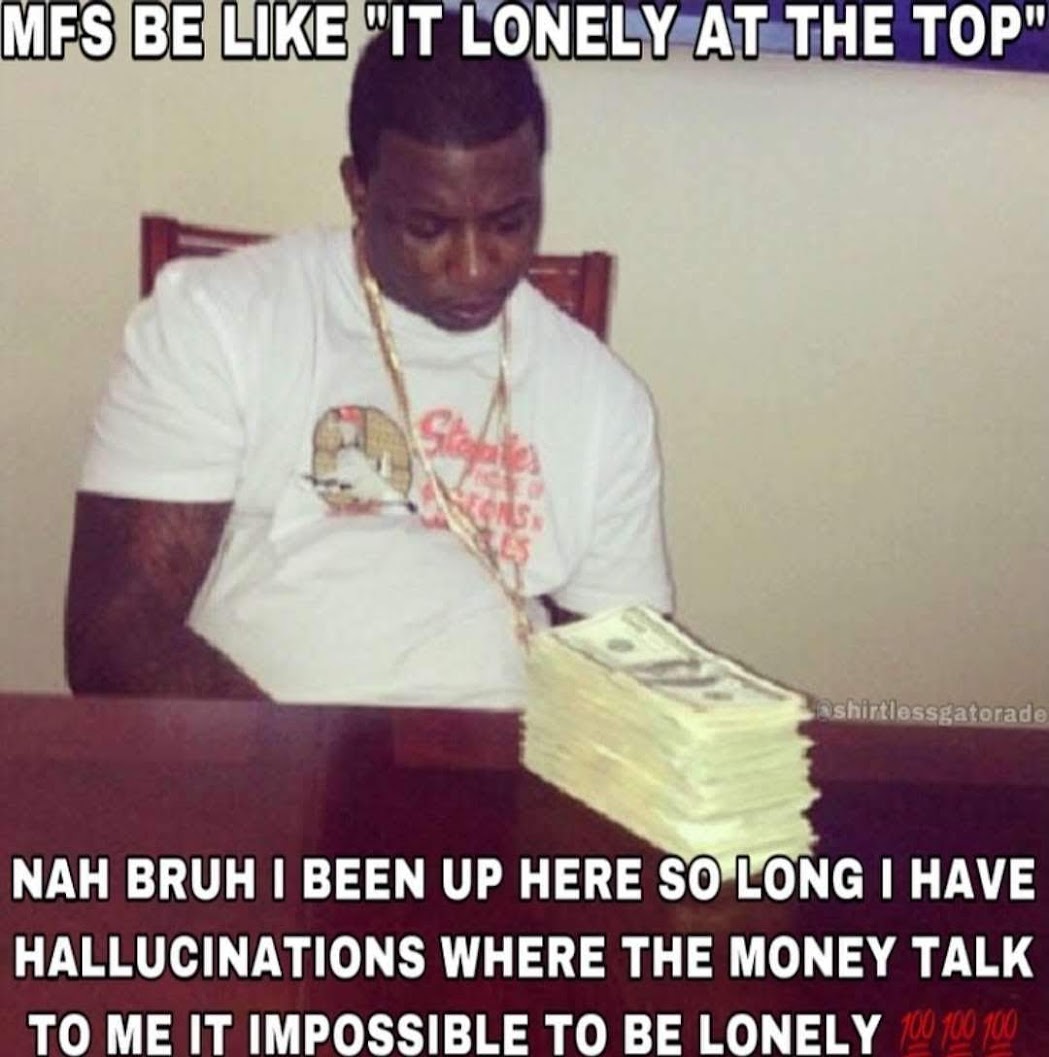 MFS BE LIKE "IT LONELY AT THE TOP"
@shirtlessgatorade
NAH BRUH I BEEN UP HERE SO LONG I HAVE
HALLUCINATIONS WHERE THE MONEY TALK
TO ME IT IMPOSSIBLE TO BE LONELY 💯💯💯